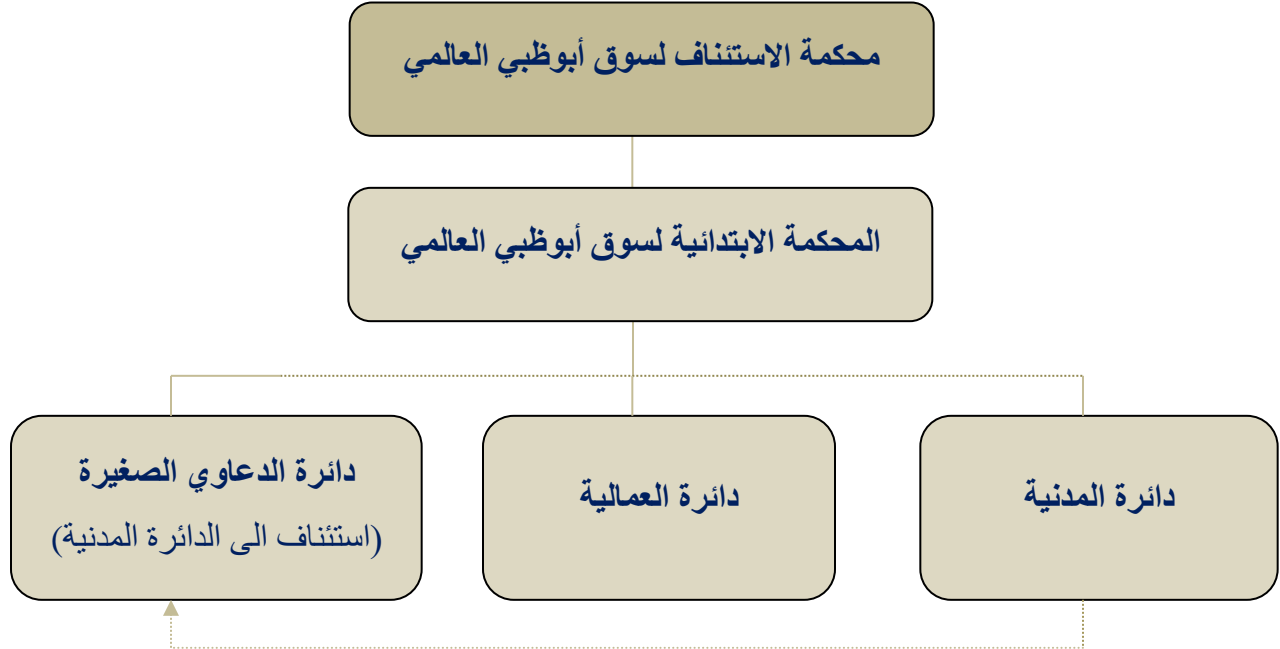 محكمة الاستئناف لسوق أبوظبي العالمي
المحكمة الابتدائية لسوق أبوظبي العالمي
دائرة المدنية
دائرة العمالية
دائرة الدعاوي الصغيرة
(استئناف الى الدائرة المدنية)